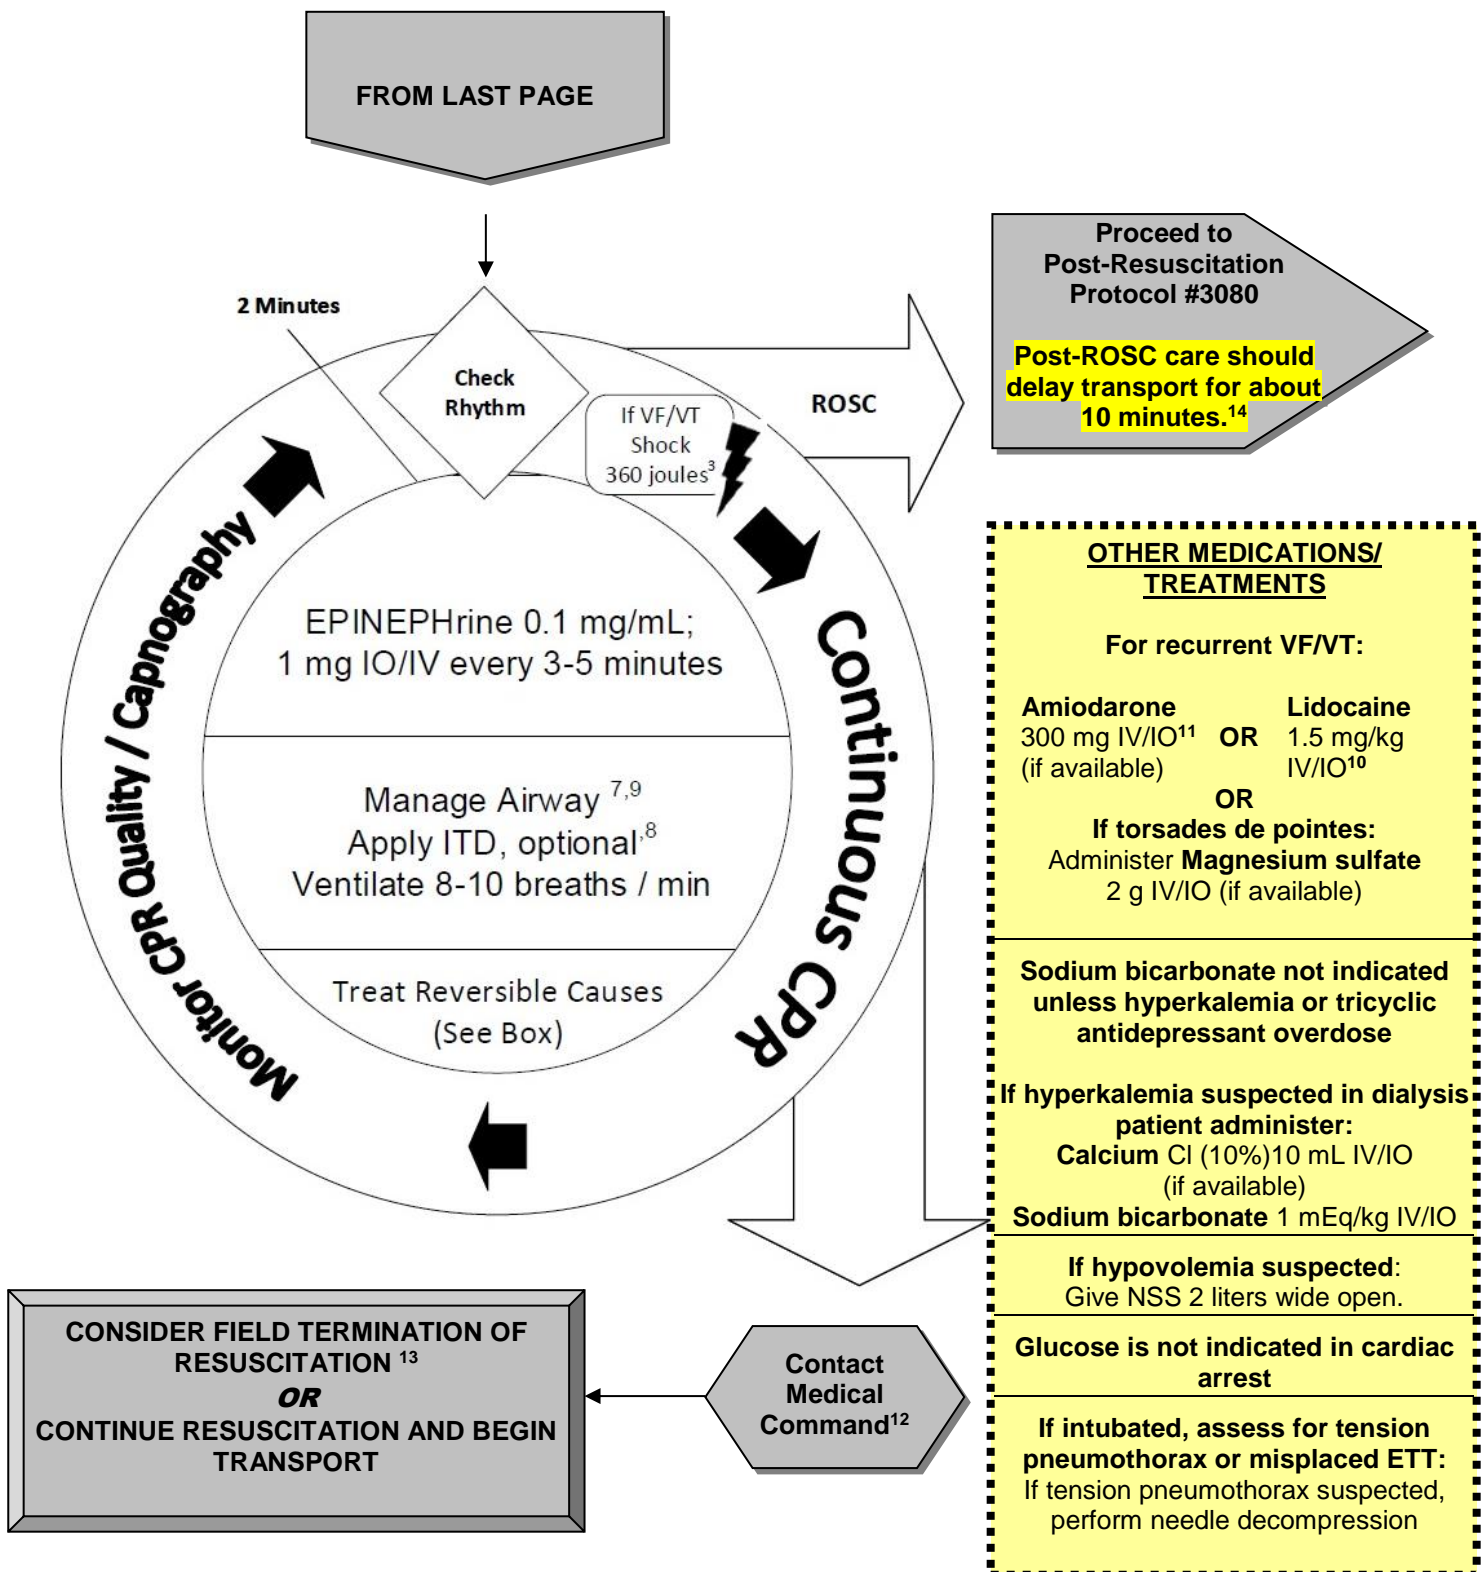 FROM LAST PAGE
2 Minutes
Check
Rhythm
If VF/VT
Shock
360 joules3
ROSC
Proceed to
Post-Resuscitation
Protocol #3080
Post-ROSC care should
delay transport for about
10 minutes.14
Monitor CPR Quality / Capnography
Continuous CPR
EPINEPHrine 0.1 mg/mL;
1 mg IO/IV every 3-5 minutes
Manage Airway 7,9
Apply ITD, optional,8
Ventilate 8-10 breaths / min
Treat Reversible Causes
(See Box)
OTHER MEDICATIONS/
TREATMENTS
For recurrent VF/VT:
Amiodarone Lidocaine
300 mg IV/IO11 OR 1.5 mg/kg
(if available) IV/IO10
OR
If torsades de pointes:
Administer Magnesium sulfate
2 g IV/IO (if available)
Sodium bicarbonate not indicated
unless hyperkalemia or tricyclic
antidepressant overdose
If hyperkalemia suspected in dialysis
patient administer:
Calcium Cl (10%)10 mL IV/IO
(if available)
Sodium bicarbonate 1 mEq/kg IV/IO
If hypovolemia suspected:
Give NSS 2 liters wide open.
Glucose is not indicated in cardiac
arrest
If intubated, assess for tension
pneumothorax or misplaced ETT:
If tension pneumothorax suspected,
perform needle decompression
Contact
Medical
Command12
CONSIDER FIELD TERMINATION OF
RESUSCITATION 13
OR
CONTINUE RESUSCITATION AND BEGIN
TRANSPORT